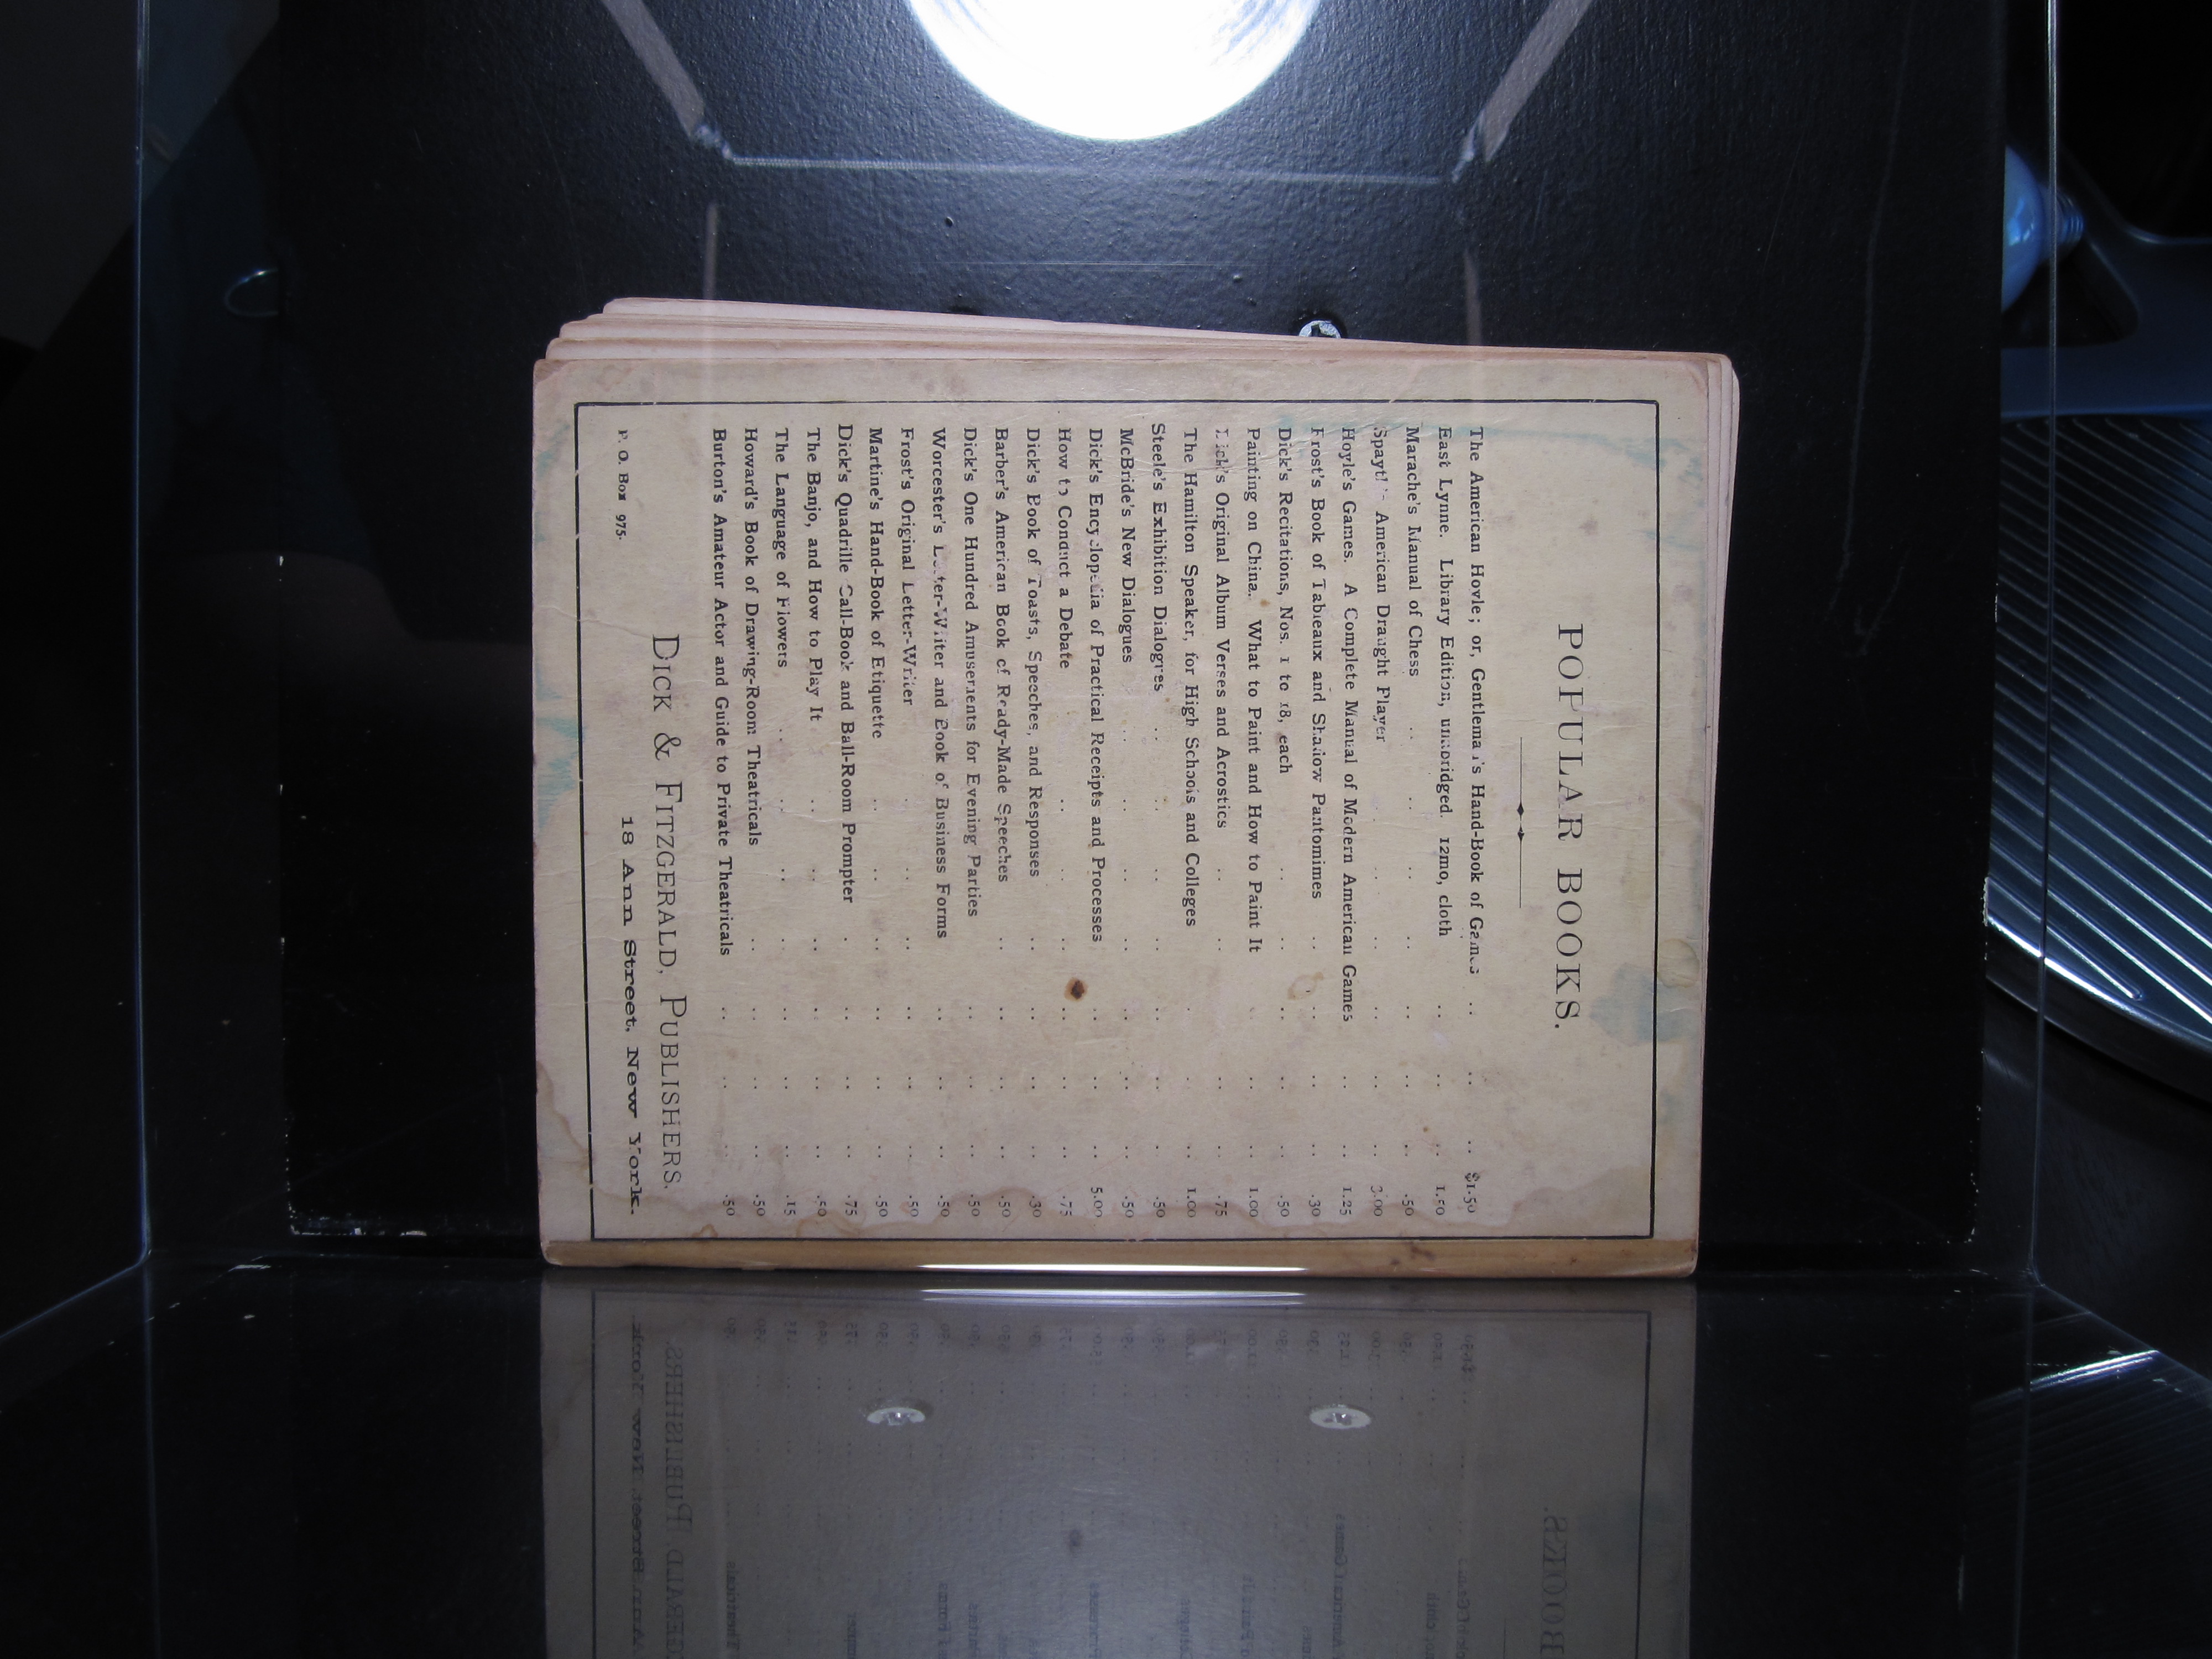 POPULAR BOOKS.
The American Hoyle; or, Gentleman's Hand-Book of Games .. .. .. $1.50
East Lynne. Library Edition, unabridged. 12mo, cloth .. .. .. 1.50
Marache's Manual of Chess .. .. .. .. .. .. .. .50
Spayth's American Draught Player .. .. .. .. .. 3.00
Hoyle's Games. A Complete Manual of Modern American Games .. .. .. 1.25
Frost's Book of Tableaux and Shadow Pantomimes .. .. .. .. .30
Dick's Recitations, Nos. 1 to 18, each .. .. .. .. .. .50
Painting on China. What to Paint and How to Paint It .. .. .. 1.00
Dick's Original Album Verses and Acrostics .. .. .. .. .. .75
The Hamilton Speaker, for High Schools and Colleges .. .. .. 1.00
Steele's Exhibition Dialogues .. .. .. .. .. .. .. .50
McBride's New Dialogues .. .. .. .. .. .. .. .50
Dick's Encyclopedia of Practical Receipts and Processes .. .. .. 5.00
How to Conduct a Debate .. .. .. .. .. .. .75
Dick's Book of Toasts, Speeches, and Responses .. .. .. .. .30
Barber's American Book of Ready-Made Speeches .. .. .. .. .50
Dick's One Hundred Amusements for Evening Parties .. .. .. .50
Worcester's Letter-Writer and Book of Business Forms .. .. .. .50
Frost's Original Letter-Writer .. .. .. .. .. .. .50
Martine's Hand-Book of Etiquette .. .. .. .. .. .. .50
Dick's Quadrille Call-Book and Ball-Room Prompter .. .. .. .. .75
The Banjo, and How to Play It .. .. .. .. .. .. .50
The Language of Flowers .. .. .. .. .. .. .. .15
Howard's Book of Drawing-Room Theatricals .. .. .. .. .50
Burton's Amateur Actor and Guide to Private Theatricals .. .. .. .50
DICK & FITZGERALD, PUBLISHERS.
P. O. Box 975. 18 Ann Street, New York.